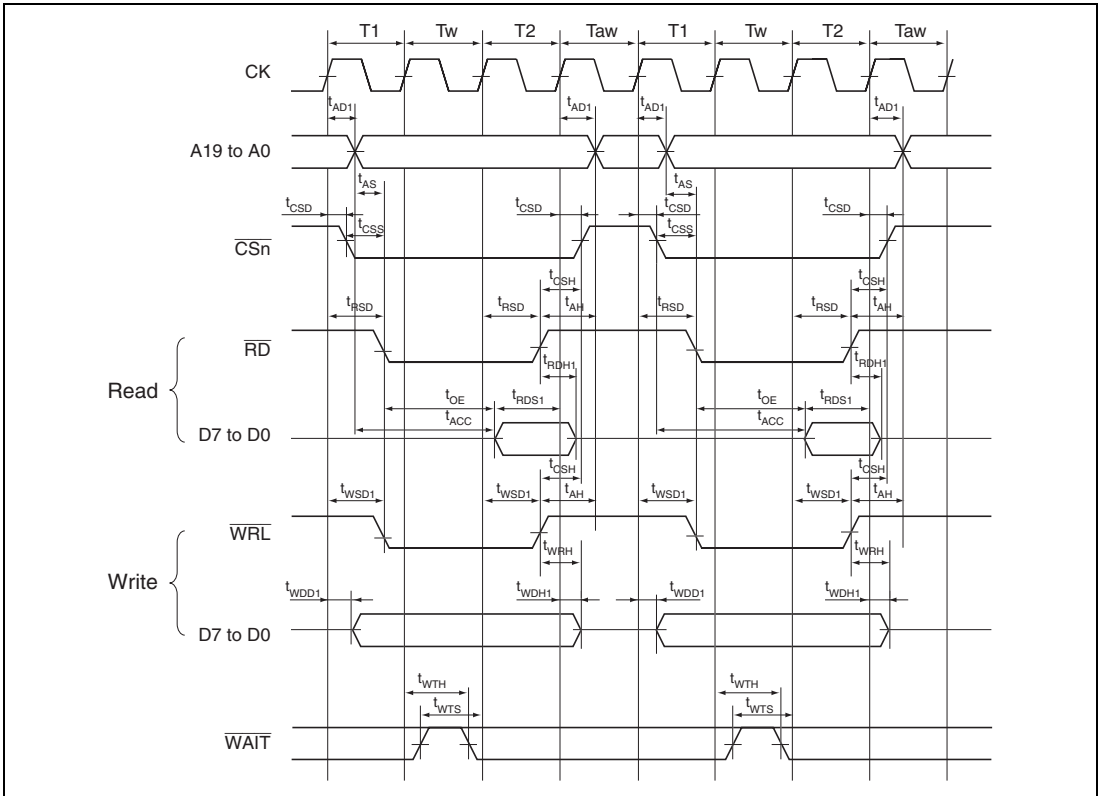 T1 Tw T2 Taw T1 Tw T2 Taw
CK
tAD1 tAD1 tAD1 tAD1
A19 to A0
tAS tAS
tCSD tCSD tCSD tCSD
tCSS tCSS
CSn
tCSH tCSH
tRSD tRSD tAH tRSD tRSD tAH
RD
tRDH1 tRDH1
Read
tOE tRDS1 tOE tRDS1
tACC tACC
D7 to D0
tCSH tCSH
tWSD1 tWSD1 tAH tWSD1 tWSD1 tAH
WRL
tWRH tWRH
Write
tWDD1 tWDH1 tWDD1 tWDH1
D7 to D0
tWTH tWTH
tWTS tWTS
WAIT